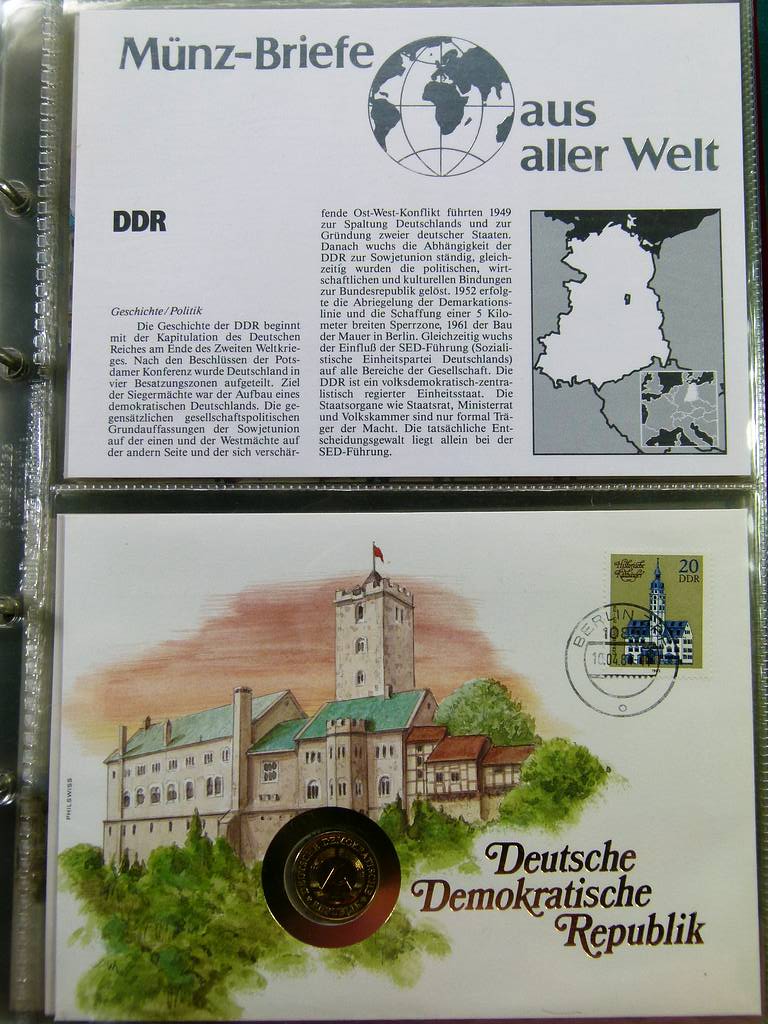 Münz-Briefe
aus
aller Welt
DDR
Geschichte/Politik
Die Geschichte der DDR beginnt
mit der Kapitulation des Deutschen
Reiches am Ende des Zweiten Weltkrie-
ges. Nach den Beschlüssen der Pots-
damer Konferenz wurde Deutschland in
vier Besatzungszonen aufgeteilt. Ziel
der Siegermächte war der Aufbau eines
demokratischen Deutschlands. Die ge-
gensätzlichen gesellschaftspolitischen
Grundauffassungen der Sowjetunion
auf der einen und der Westmächte auf
der andern Seite und der sich verschär-
fende Ost-West-Konflikt führten 1949
zur Spaltung Deutschlands und zur
Gründung zweier deutscher Staaten.
Danach wuchs die Abhängigkeit der
DDR zur Sowjetunion ständig, gleich-
zeitig wurden die politischen, wirt-
schaftlichen und kulturellen Bindungen
zur Bundesrepublik gelöst. 1952 erfolg-
te die Abriegelung der Demarkations-
linie und die Schaffung einer 5 Kilo-
meter breiten Sperrzone, 1961 der Bau
der Mauer in Berlin. Gleichzeitig wuchs
der Einfluß der SED-Führung (Soziali-
stische Einheitspartei Deutschlands)
auf alle Bereiche der Gesellschaft. Die
DDR ist ein volksdemokratisch-zentra-
listisch regierter Einheitsstaat. Die
Staatsorgane wie Staatsrat, Ministerrat
und Volkskammer sind nur formal Trä-
ger der Macht. Die tatsächliche Ent-
scheidungsgewalt liegt allein bei der
SED-Führung.
Historische
Rathäuser
20
DDR
BERLIN
108
10.04.8
PHILSWISS
Deutsche
Demokratische
Republik